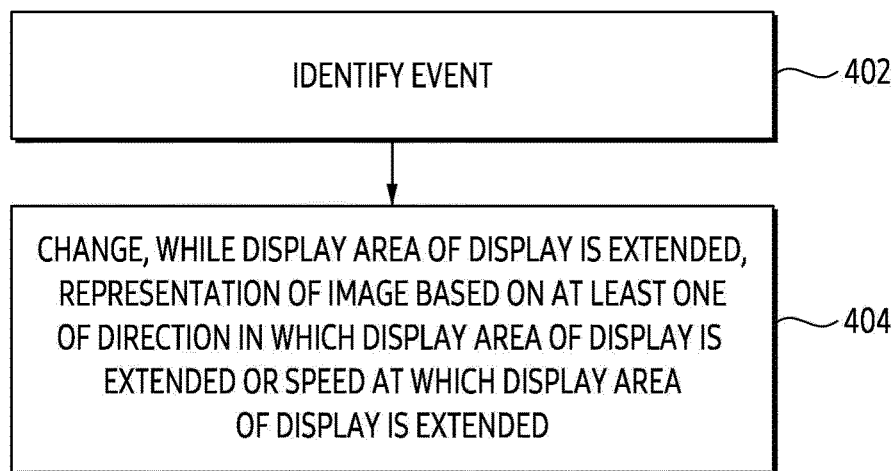 IDENTIFY EVENT
402
CHANGE, WHILE DISPLAY AREA OF DISPLAY IS EXTENDED,
REPRESENTATION OF IMAGE BASED ON AT LEAST ONE
OF DIRECTION IN WHICH DISPLAY AREA OF DISPLAY IS
EXTENDED OR SPEED AT WHICH DISPLAY AREA
OF DISPLAY IS EXTENDED
404